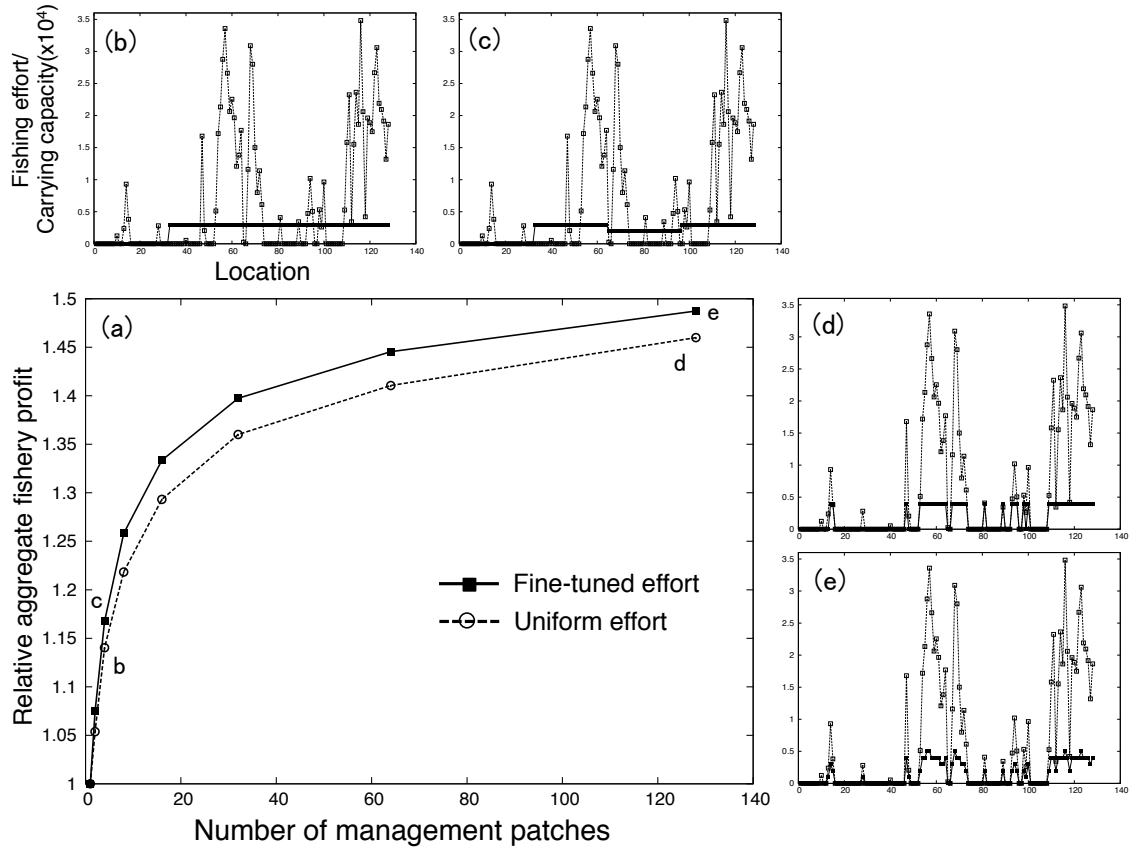 (b)
(c)
Fishing effort/
Carrying capacity(x10⁴)
3.5
3
2.5
2
1.5
1
0.5
0
0 20 40 60 80 100 120 140
3.5
3
2.5
2
1.5
1
0.5
0
0 20 40 60 80 100 120 140
Location
(a)
Relative aggregate fishery profit
1.5
1.45
1.4
1.35
1.3
1.25
1.2
1.15
1.1
1.05
1
0 20 40 60 80 100 120 140
Number of management patches
e
d
c
b
Fine-tuned effort
Uniform effort
(d)
3.5
3
2.5
2
1.5
1
0.5
0
0 20 40 60 80 100 120 140
(e)
3.5
3
2.5
2
1.5
1
0.5
0
0 20 40 60 80 100 120 140